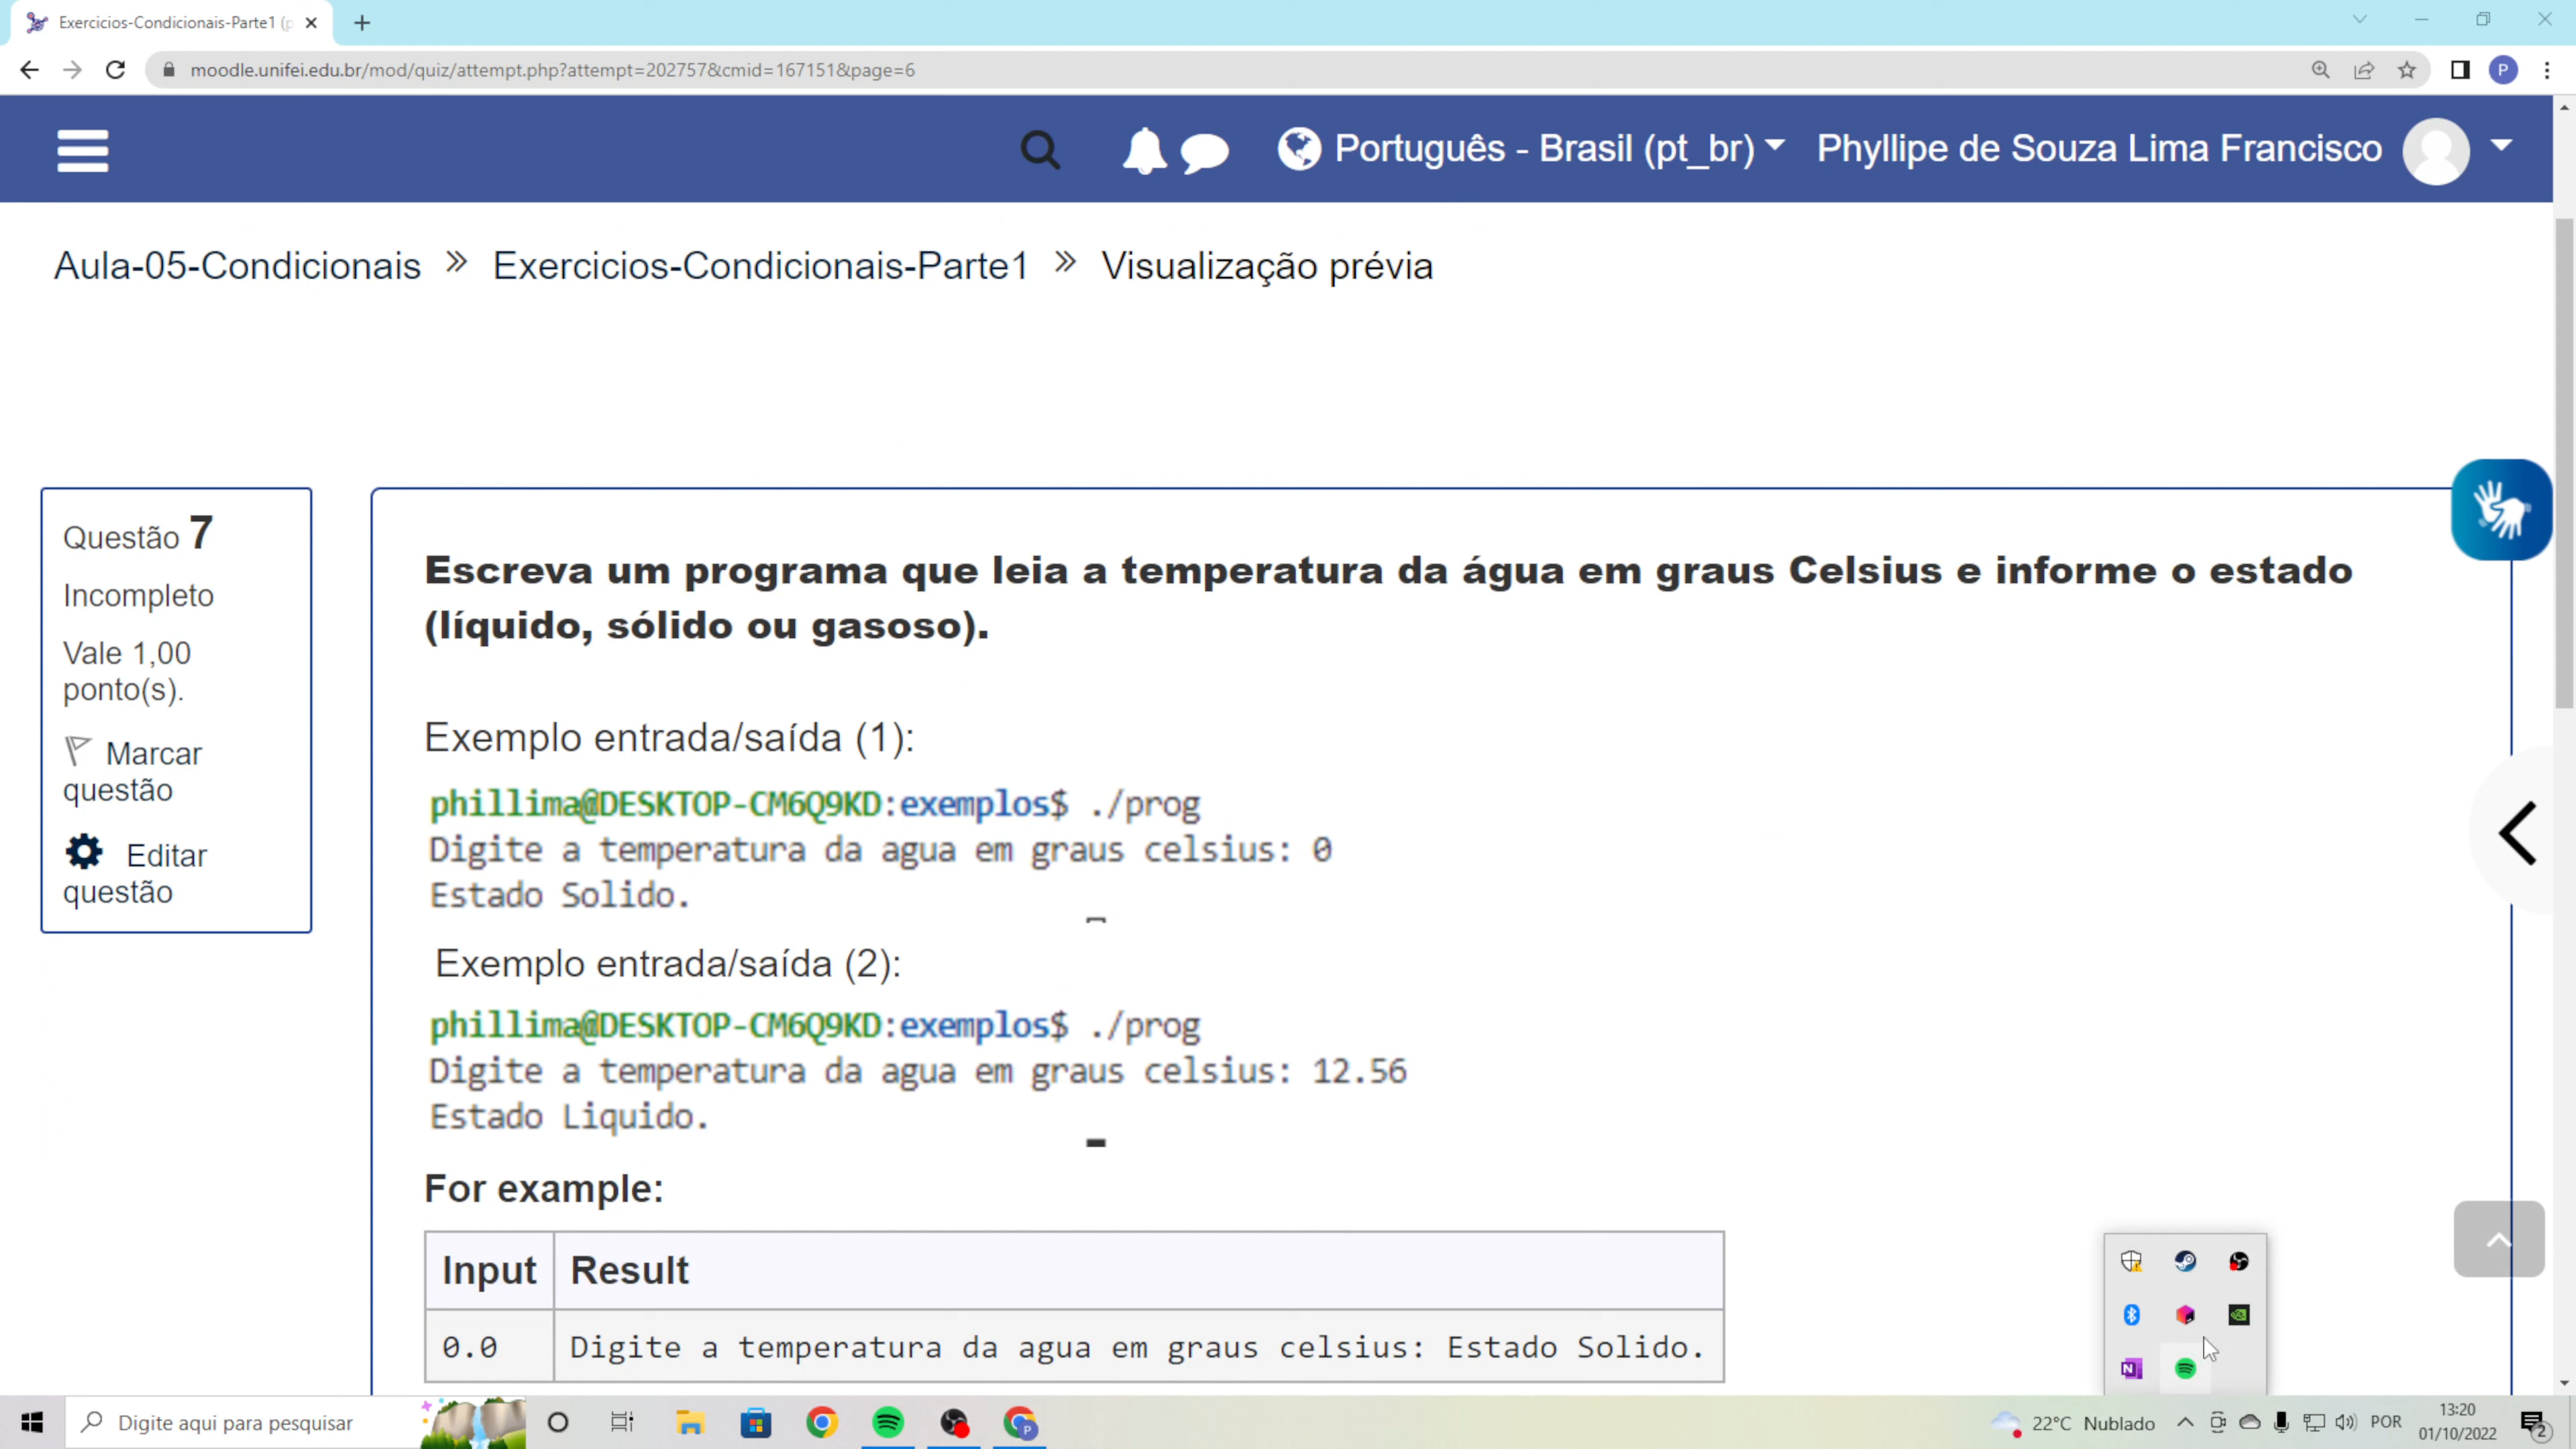 Exercicios-Condicionais-Parte1 (p
moodle.unifei.edu.br/mod/quiz/attempt.php?attempt=202757&cmid=167151&page=6
P
Português - Brasil (pt_br) Phyllipe de Souza Lima Francisco
Aula-05-Condicionais » Exercicios-Condicionais-Parte1 » Visualização prévia
Questão 7
Incompleto
Vale 1,00
ponto(s).
Marcar
questão
Editar
questão
Escreva um programa que leia a temperatura da água em graus Celsius e informe o estado
(líquido, sólido ou gasoso).
Exemplo entrada/saída (1):
phillima@DESKTOP-CM6Q9KD:exemplos$ ./prog
Digite a temperatura da agua em graus celsius: 0
Estado Solido.
Exemplo entrada/saída (2):
phillima@DESKTOP-CM6Q9KD:exemplos$ ./prog
Digite a temperatura da agua em graus celsius: 12.56
Estado Liquido.
For example:
Input Result
0.0 Digite a temperatura da agua em graus celsius: Estado Solido.
Digite aqui para pesquisar
22°C Nublado
POR
13:20
01/10/2022
2